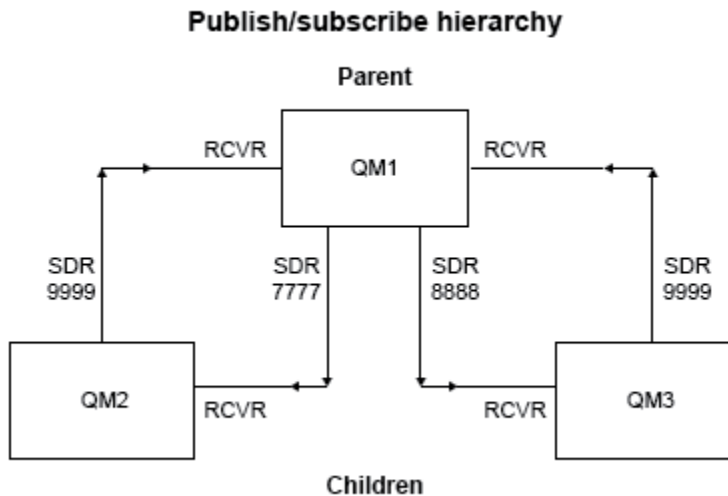 Publish/subscribe hierarchy
Parent
RCVR
QM1
RCVR
SDR
9999
SDR
7777
SDR
8888
SDR
9999
QM2
RCVR
RCVR
QM3
Children